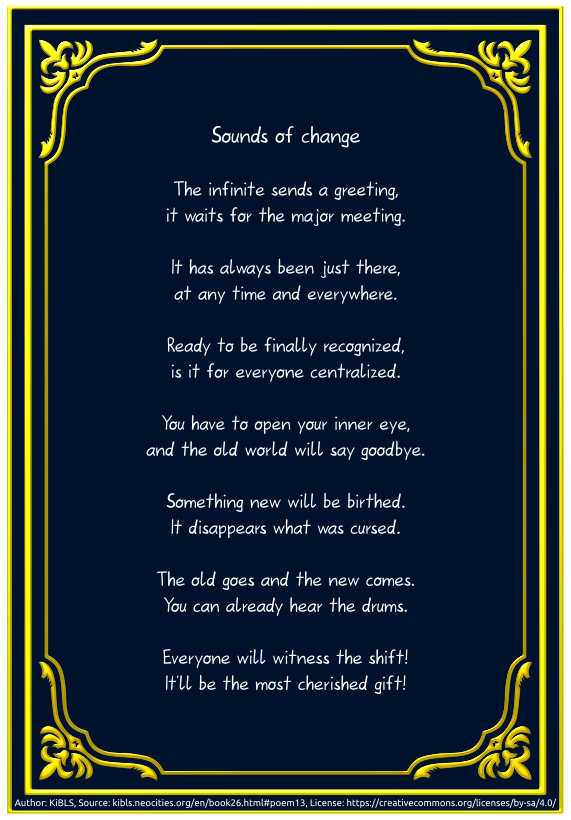 Sounds of change
The infinite sends a greeting,
it waits for the major meeting.
It has always been just there,
at any time and everywhere.
Ready to be finally recognized,
is it for everyone centralized.
You have to open your inner eye,
and the old world will say goodbye.
Something new will be birthed.
It disappears what was cursed.
The old goes and the new comes.
You can already hear the drums.
Everyone will witness the shift!
It'll be the most cherished gift!
Author: KiBLS, Source: kibls.neocities.org/en/book26.html#poem13, License: https://creativecommons.org/licenses/by-sa/4.0/